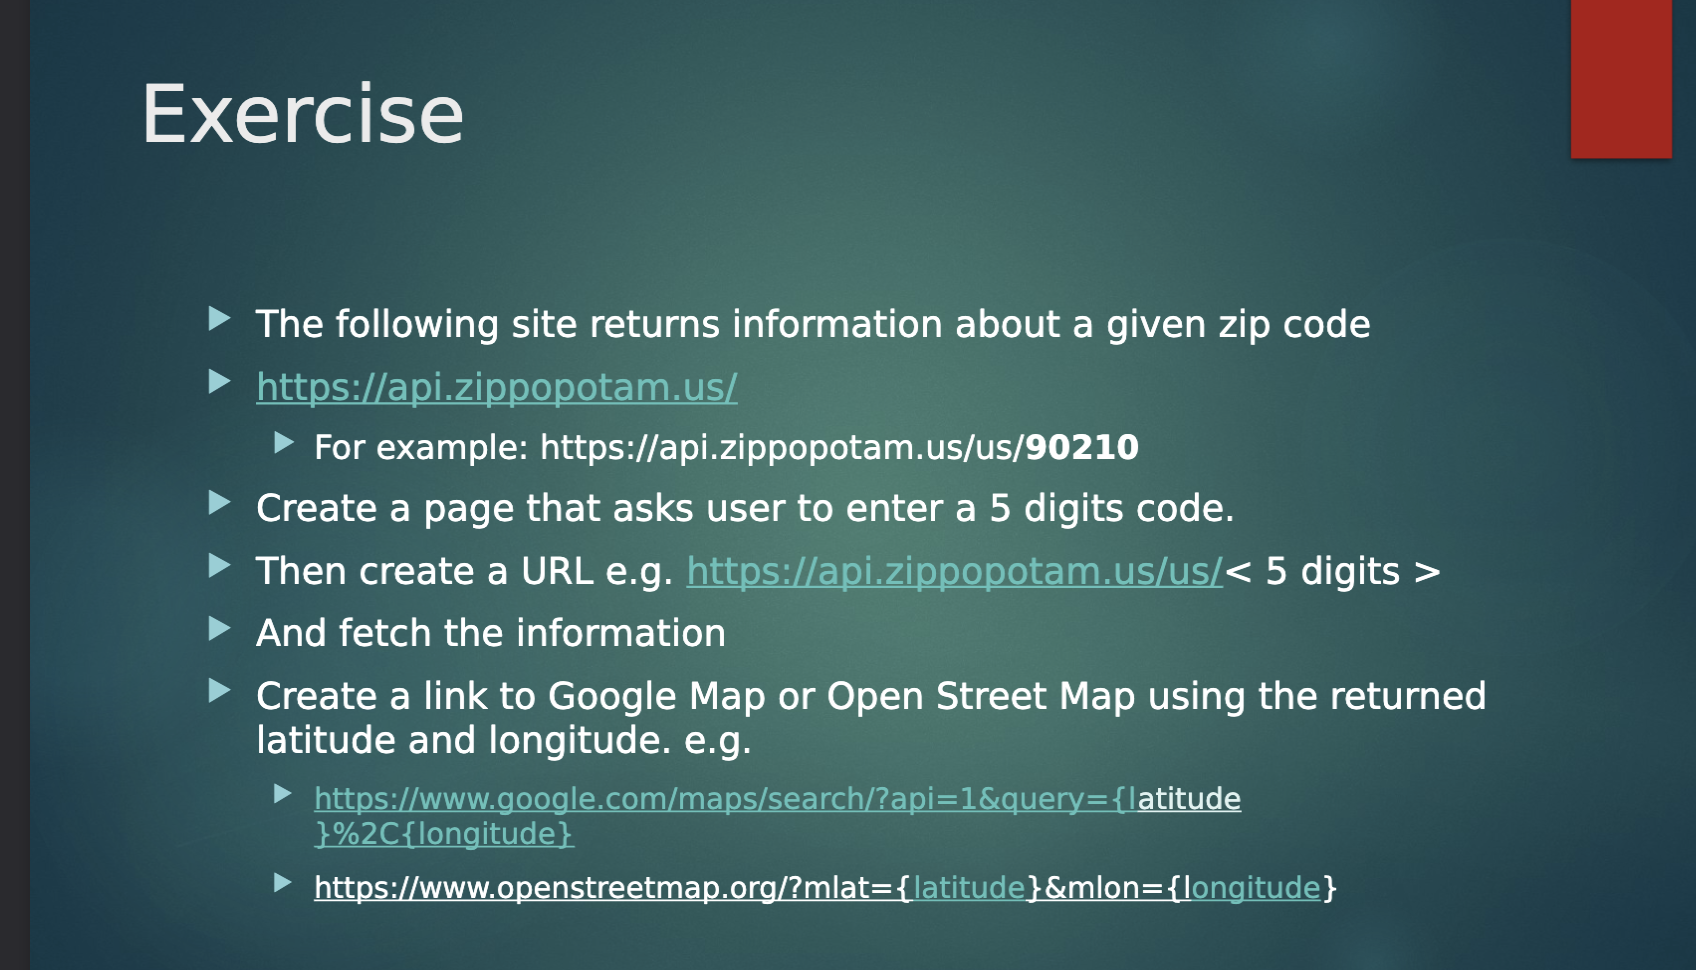 Exercise
The following site returns information about a given zip code
https://api.zippopotam.us/
For example: https://api.zippopotam.us/us/90210
Create a page that asks user to enter a 5 digits code.
Then create a URL e.g. https://api.zippopotam.us/us/< 5 digits >
And fetch the information
Create a link to Google Map or Open Street Map using the returned
latitude and longitude. e.g.
https://www.google.com/maps/search/?api=1&query={latitude
}%2C{longitude}
https://www.openstreetmap.org/?mlat={latitude}&mlon={longitude}